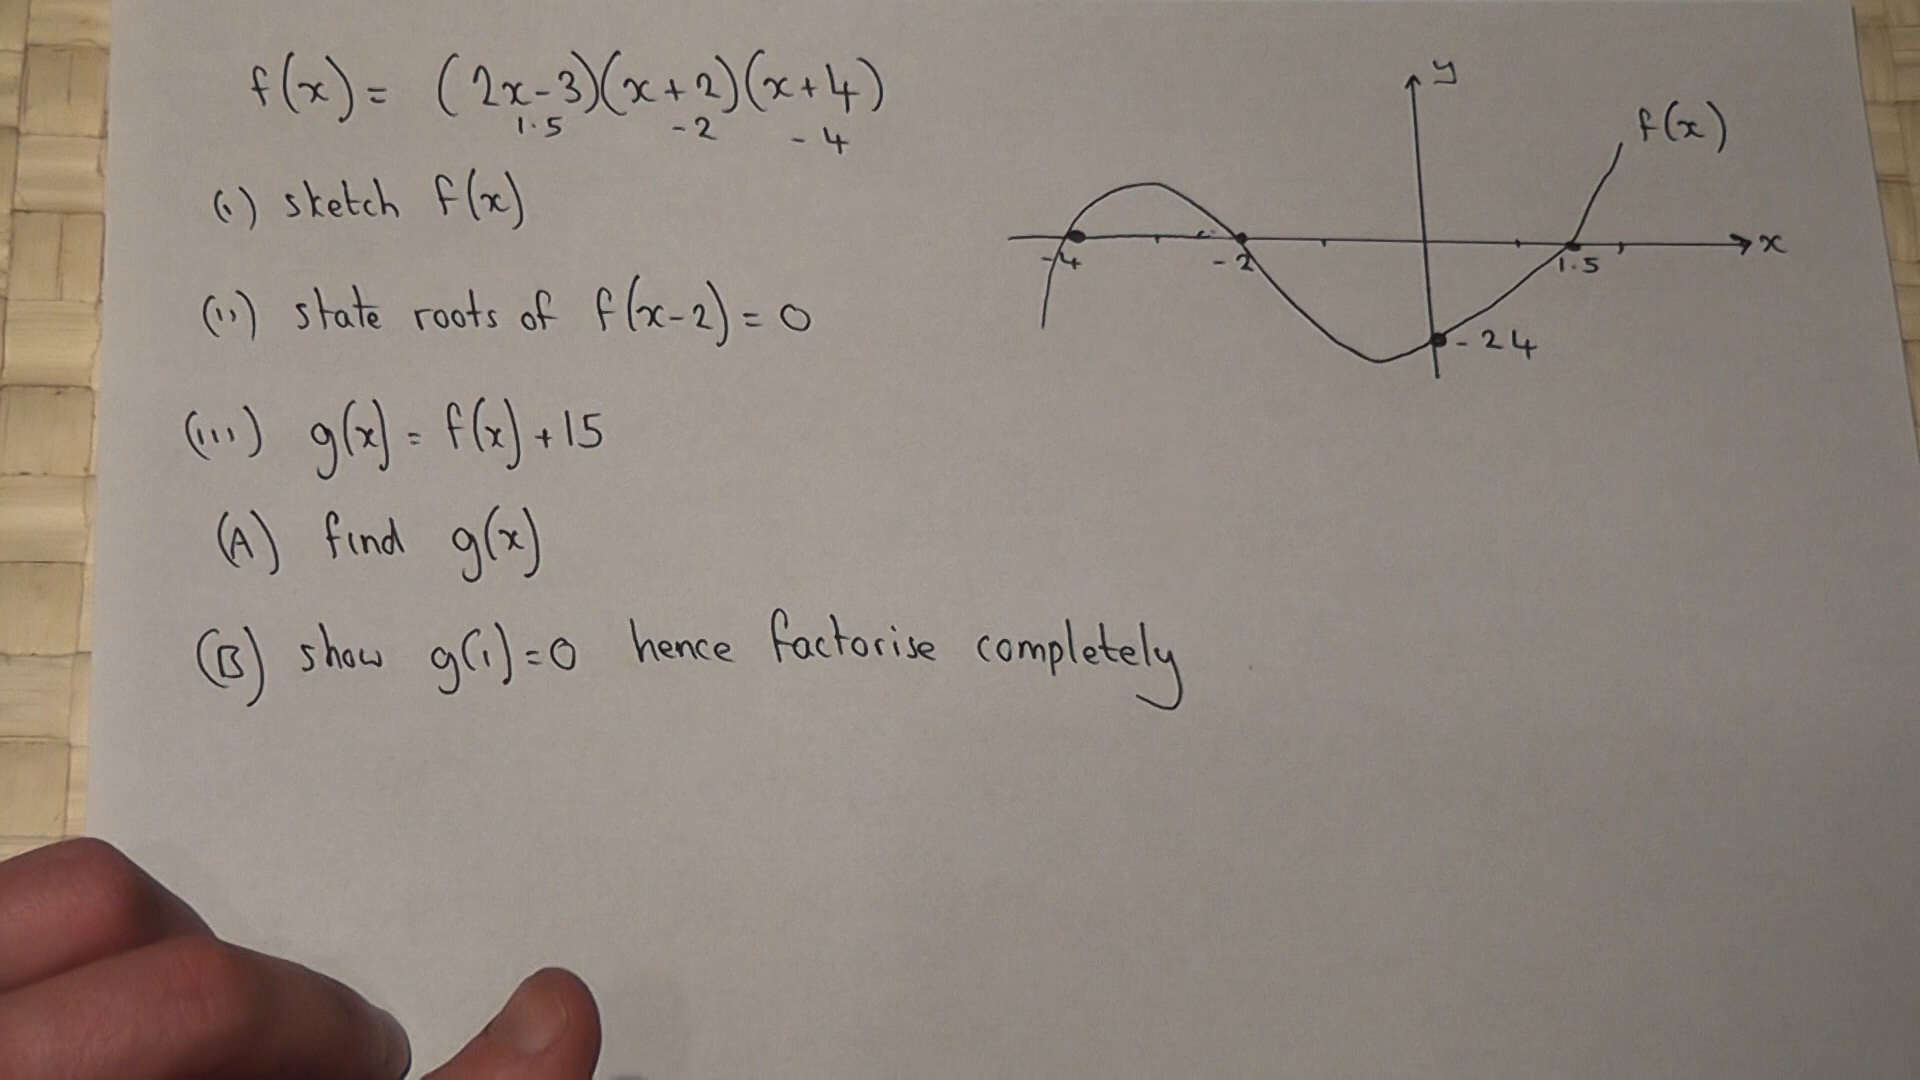 f(x) = (2x-3)(x+2)(x+4)
1.5 -2 -4
(i) sketch f(x)
(ii) state roots of f(x-2) = 0
(iii) g(x) = f(x) + 15
(A) find g(x)
(B) show g(1) = 0 hence factorise completely
y
f(x)
x
-4 -2 1.5
-24